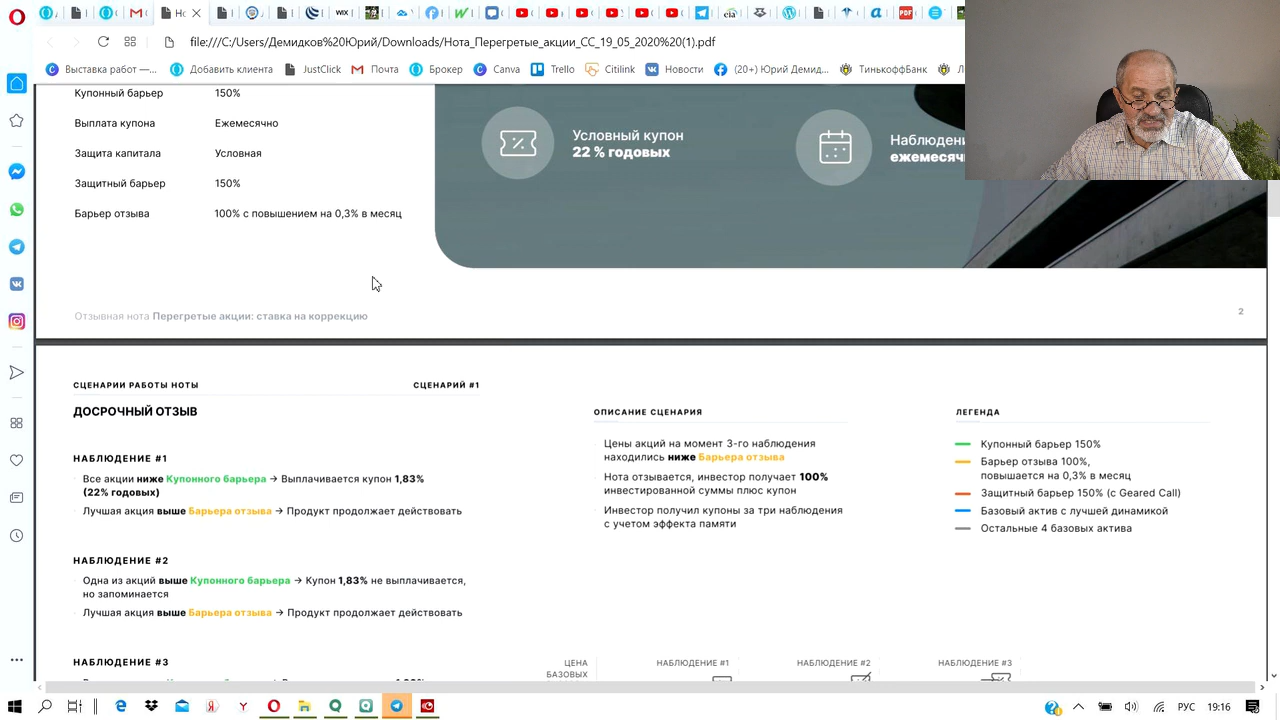 Но
WIX
eia
PDF
file:///C:/Users/Демидков%20Юрий/Downloads/Нота_Перегретые_акции_СС_19_05_2020%20(1).pdf
Выставка работ —... Добавить клиента JustClick Почта Брокер Canva Trello Citilink Новости (20+) Юрий Демид... ТинькоффБанк
Купонный барьер 150%
Выплата купона Ежемесячно
Защита капитала Условная
Защитный барьер 150%
Барьер отзыва 100% с повышением на 0,3% в месяц
Условный купон
22 % годовых
Отзывная нота Перегретые акции: ставка на коррекцию
2
СЦЕНАРИИ РАБОТЫ НОТЫ СЦЕНАРИЙ #1
ДОСРОЧНЫЙ ОТЗЫВ
НАБЛЮДЕНИЕ #1
Все акции ниже Купонного барьера → Выплачивается купон 1,83%
(22% годовых)
Лучшая акция выше Барьера отзыва → Продукт продолжает действовать
НАБЛЮДЕНИЕ #2
Одна из акций выше Купонного барьера → Купон 1,83% не выплачивается,
но запоминается
Лучшая акция выше Барьера отзыва → Продукт продолжает действовать
НАБЛЮДЕНИЕ #3
ОПИСАНИЕ СЦЕНАРИЯ
Цены акций на момент 3-го наблюдения
находились ниже Барьера отзыва
Нота отзывается, инвестор получает 100%
инвестированной суммы плюс купон
Инвестор получил купоны за три наблюдения
с учетом эффекта памяти
ЛЕГЕНДА
Купонный барьер 150%
Барьер отзыва 100%,
повышается на 0,3% в месяц
Защитный барьер 150% (с Geared Call)
Базовый актив с лучшей динамикой
Остальные 4 базовых актива
ЦЕНА
БАЗОВЫХ
НАБЛЮДЕНИЕ #1 НАБЛЮДЕНИЕ #2 НАБЛЮДЕНИЕ #3
РУС 19:16